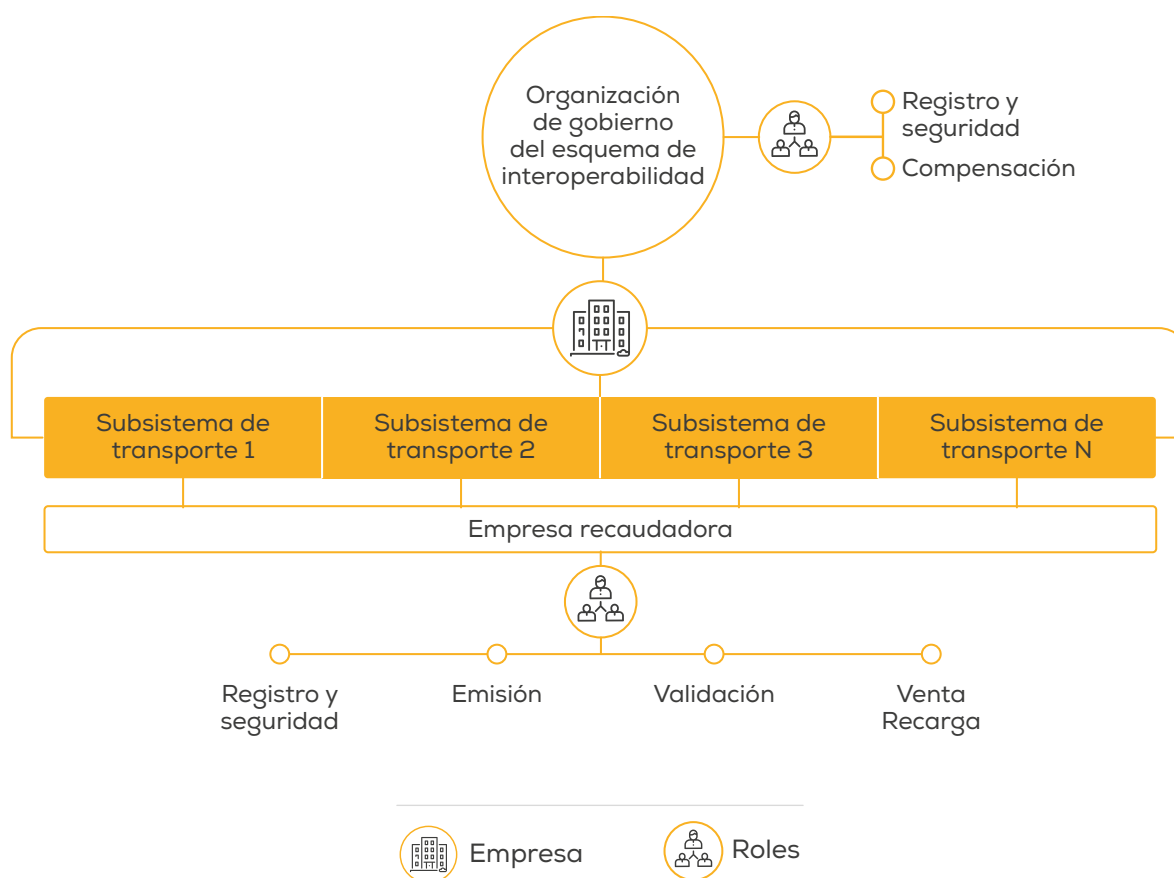 Organización
de gobierno
del esquema de
interoperabilidad
Registro y
seguridad
Compensación
Subsistema de
transporte 1
Subsistema de
transporte 2
Subsistema de
transporte 3
Subsistema de
transporte N
Empresa recaudadora
Registro y
seguridad
Emisión
Validación
Venta
Recarga
Empresa
Roles